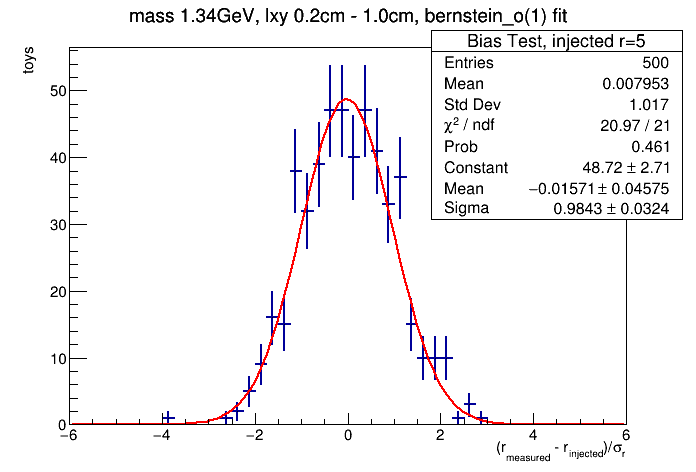 mass 1.34GeV, lxy 0.2cm - 1.0cm, bernstein_o(1) fit
Bias Test, injected r=5
Entries 500
Mean 0.007953
Std Dev 1.017
χ² / ndf 20.97 / 21
Prob 0.461
Constant 48.72 ± 2.71
Mean −0.01571 ± 0.04575
Sigma 0.9843 ± 0.0324
toys
50
40
30
20
10
0
−6 −4 −2 0 2 4 6
(r_measured - r_injected)/σ_r